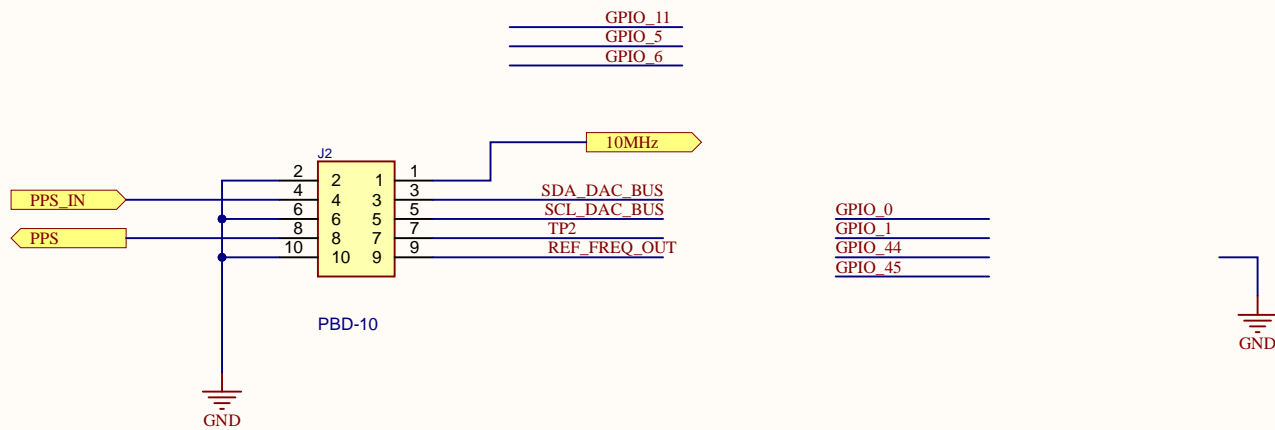 GPIO_11
GPIO_5
GPIO_6
10MHz
J2
2 2 1 1
PPS_IN 4 4 3 3 SDA_DAC_BUS
6 6 5 5 SCL_DAC_BUS GPIO_0
PPS 8 8 7 7 TP2 GPIO_1
10 10 9 9 REF_FREQ_OUT GPIO_44
GPIO_45
PBD-10
GND
GND